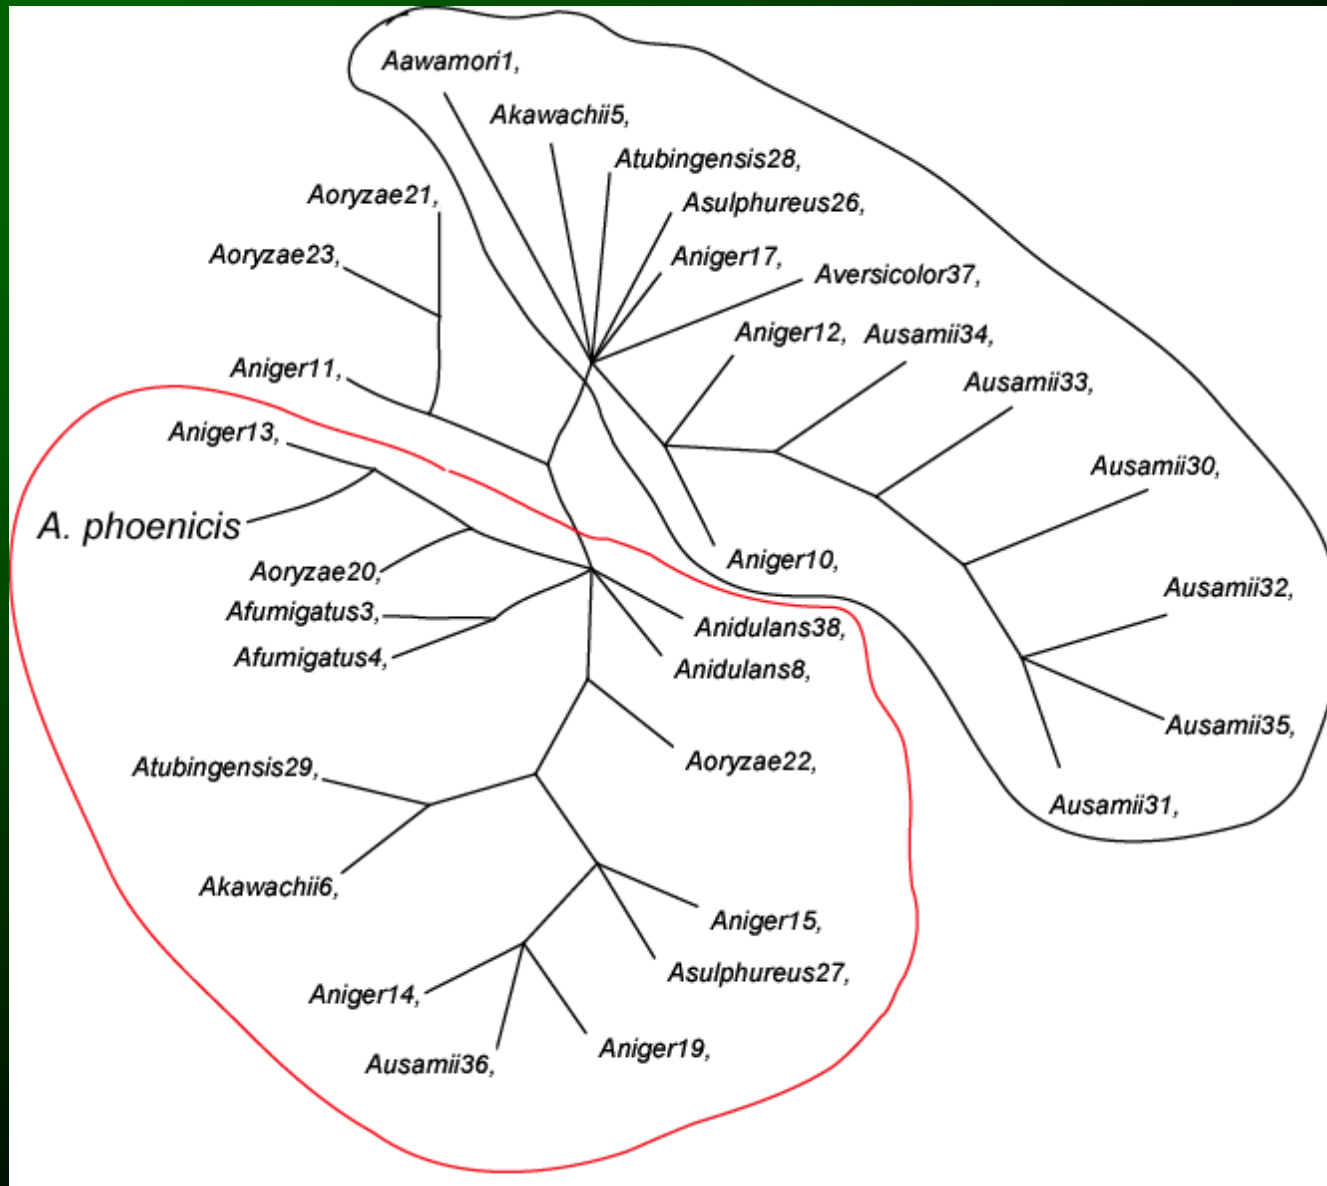 Aawamori1,
Akawachii5,
Atubingensis28,
Aoryzae21,
Asulphureus26,
Aoryzae23,
Aniger17,
Aversicolor37,
Aniger12,
Ausamii34,
Aniger11,
Ausamii33,
Aniger13,
Ausamii30,
A. phoenicis
Aniger10,
Aoryzae20,
Ausamii32,
Afumigatus3,
Anidulans38,
Afumigatus4,
Anidulans8,
Ausamii35,
Atubingensis29,
Aoryzae22,
Ausamii31,
Akawachii6,
Aniger15,
Asulphureus27,
Aniger14,
Aniger19,
Ausamii36,